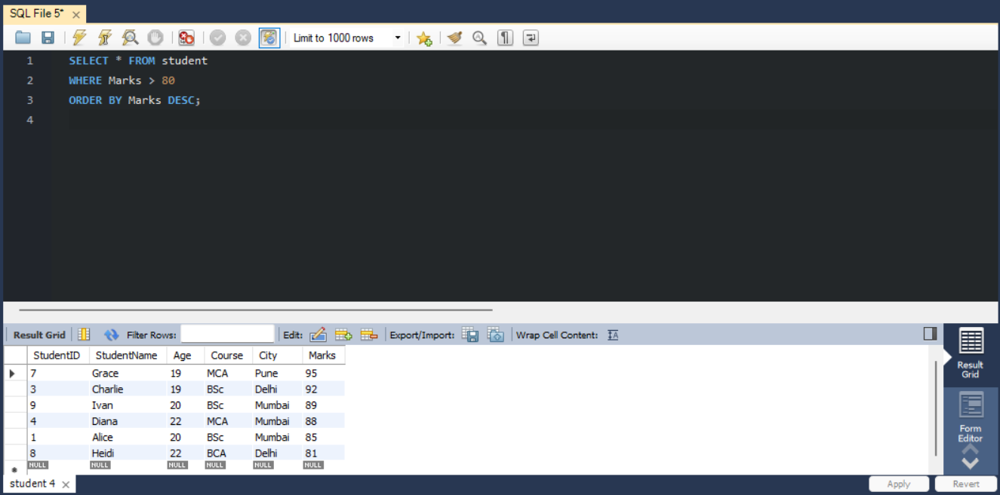 SQL File 5*
Limit to 1000 rows
1 SELECT * FROM student
2 WHERE Marks > 80
3 ORDER BY Marks DESC;
4
Result Grid Filter Rows: Edit: Export/Import: Wrap Cell Content:
StudentID StudentName Age Course City Marks
7 Grace 19 MCA Pune 95
3 Charlie 19 BSc Delhi 92
9 Ivan 20 BSc Mumbai 89
4 Diana 22 MCA Mumbai 88
1 Alice 20 BSc Mumbai 85
8 Heidi 22 BCA Delhi 81
NULL NULL NULL NULL NULL NULL
Result
Grid
Form
Editor
student 4
Apply Revert